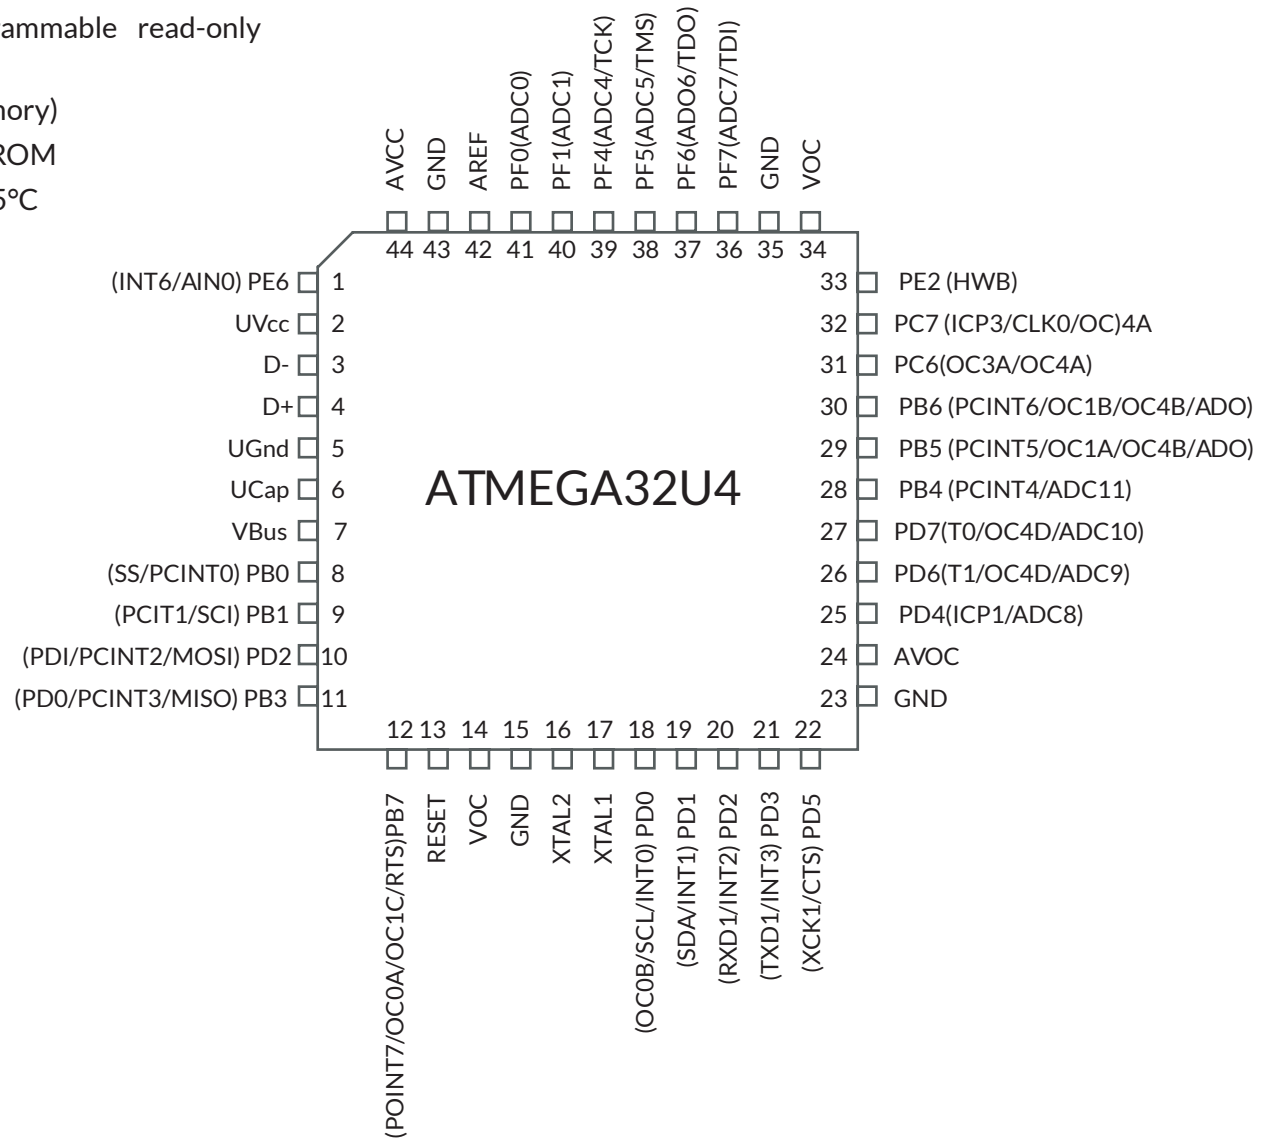 ammable read-only
nory)
ROM
5°C
AVCC
GND
AREF
PF0(ADC0)
PF1(ADC1)
PF4(ADC4/TCK)
PF5(ADC5/TMS)
PF6(ADO6/TDO)
PF7(ADC7/TDI)
GND
VOC
44 43 42 41 40 39 38 37 36 35 34
(INT6/AIN0) PE6 1
UVcc 2
D- 3
D+ 4
UGnd 5
UCap 6
VBus 7
(SS/PCINT0) PB0 8
(PCIT1/SCI) PB1 9
(PDI/PCINT2/MOSI) PD2 10
(PD0/PCINT3/MISO) PB3 11
ATMEGA32U4
33 PE2 (HWB)
32 PC7 (ICP3/CLK0/OC)4A
31 PC6(OC3A/OC4A)
30 PB6 (PCINT6/OC1B/OC4B/ADO)
29 PB5 (PCINT5/OC1A/OC4B/ADO)
28 PB4 (PCINT4/ADC11)
27 PD7(T0/OC4D/ADC10)
26 PD6(T1/OC4D/ADC9)
25 PD4(ICP1/ADC8)
24 AVOC
23 GND
12 13 14 15 16 17 18 19 20 21 22
(POINT7/OC0A/OC1C/RTS)PB7
RESET
VOC
GND
XTAL2
XTAL1
(OC0B/SCL/INT0) PD0
(SDA/INT1) PD1
(RXD1/INT2) PD2
(TXD1/INT3) PD3
(XCK1/CTS) PD5